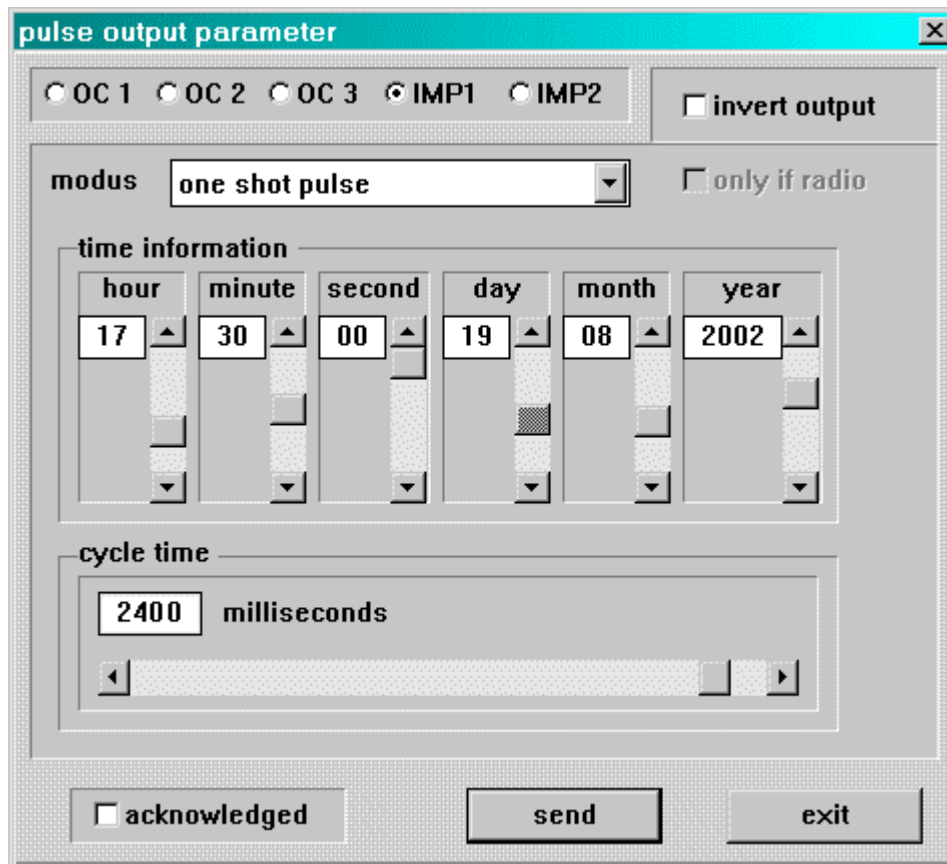 pulse output parameter
OC 1 OC 2 OC 3 IMP1 IMP2
invert output
modus one shot pulse only if radio
time information
hour minute second day month year
17 30 00 19 08 2002
cycle time
2400 milliseconds
acknowledged send exit